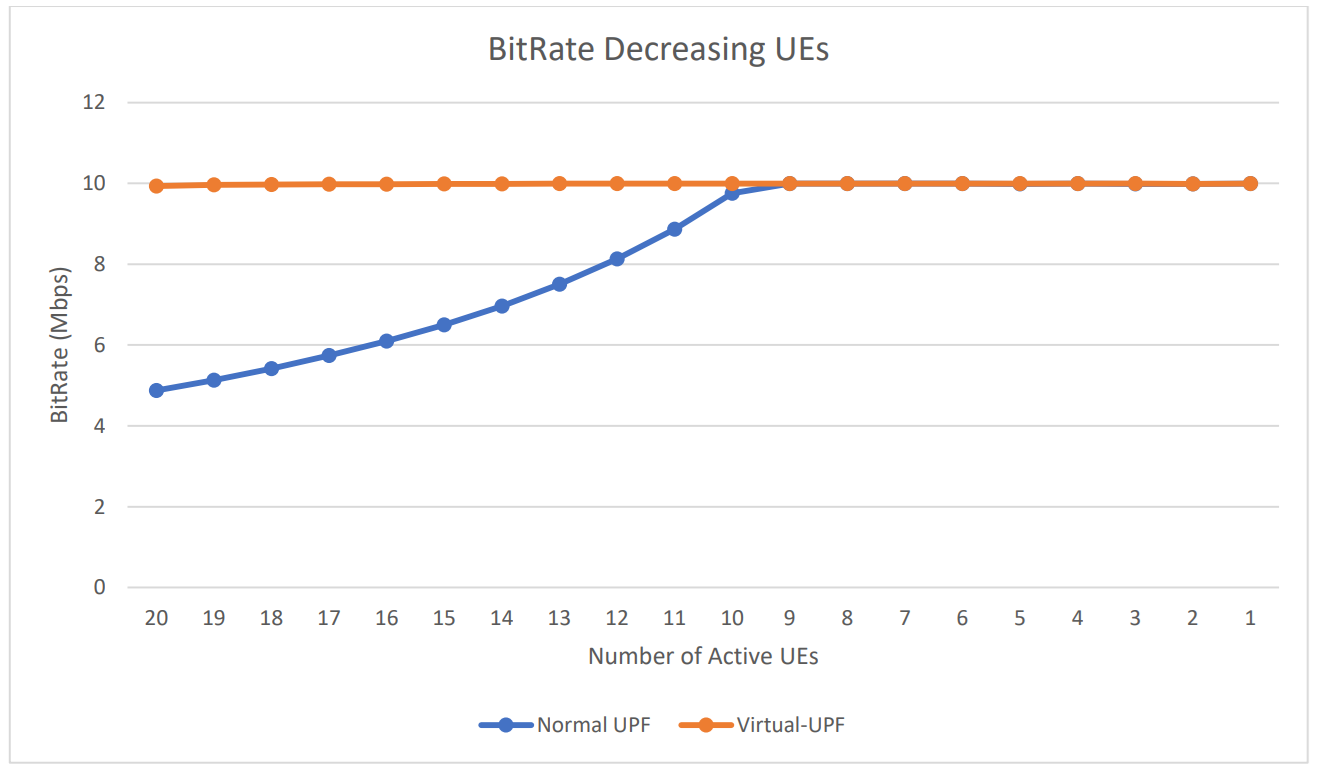 BitRate Decreasing UEs
12
10
8
6
4
2
0
BitRate (Mbps)
20 19 18 17 16 15 14 13 12 11 10 9 8 7 6 5 4 3 2 1
Number of Active UEs
Normal UPF Virtual-UPF